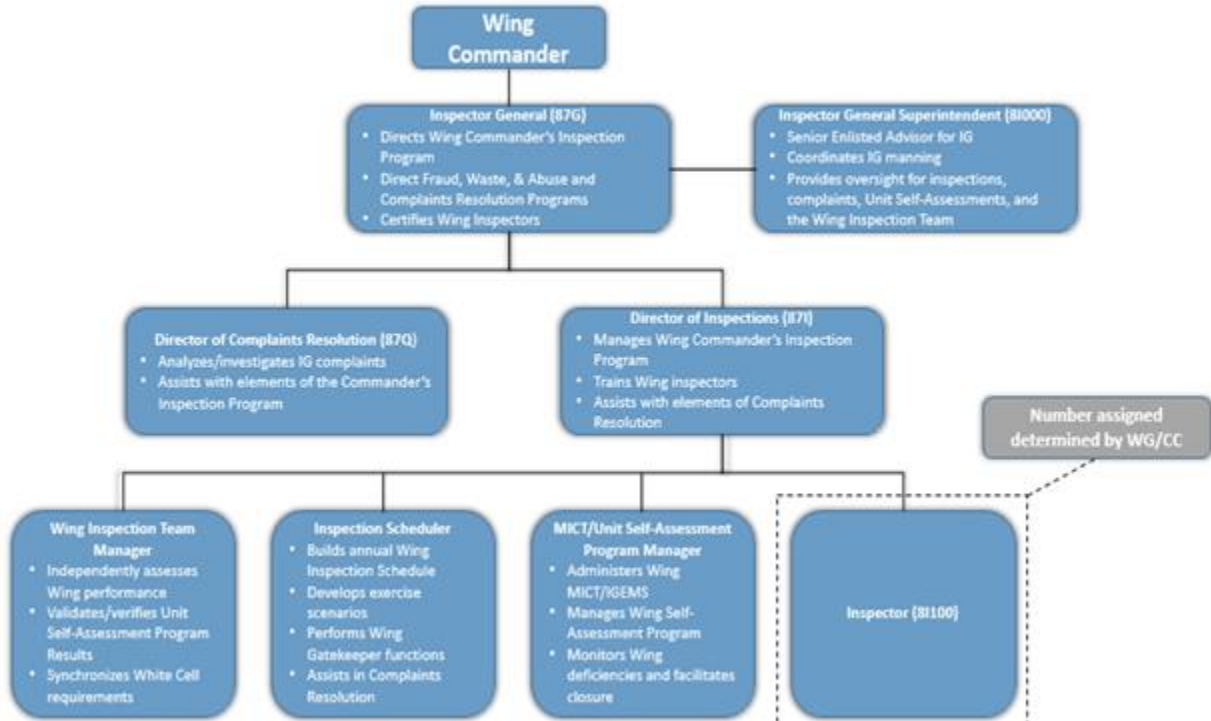 Wing
Commander
Inspector General (87G)
• Directs Wing Commander's Inspection
Program
• Direct Fraud, Waste, & Abuse and
Complaints Resolution Programs
• Certifies Wing Inspectors
Inspector General Superintendent (8I000)
• Senior Enlisted Advisor for IG
• Coordinates IG manning
• Provides oversight for inspections,
complaints, Unit Self-Assessments, and
the Wing Inspection Team
Director of Complaints Resolution (87Q)
• Analyzes/investigates IG complaints
• Assists with elements of the Commander's
Inspection Program
Director of Inspections (87I)
• Manages Wing Commander's Inspection
Program
• Trains Wing inspectors
• Assists with elements of Complaints
Resolution
Number assigned
determined by WG/CC
Wing Inspection Team
Manager
• Independently assesses
Wing performance
• Validates/verifies Unit
Self-Assessment Program
Results
• Synchronizes White Cell
requirements
Inspection Scheduler
• Builds annual Wing
Inspection Schedule
• Develops exercise
scenarios
• Performs Wing
Gatekeeper functions
• Assists in Complaints
Resolution
MICT/Unit Self-Assessment
Program Manager
• Administers Wing
MICT/IGEMS
• Manages Wing Self-
Assessment Program
• Monitors Wing
deficiencies and facilitates
closure
Inspector (8I100)